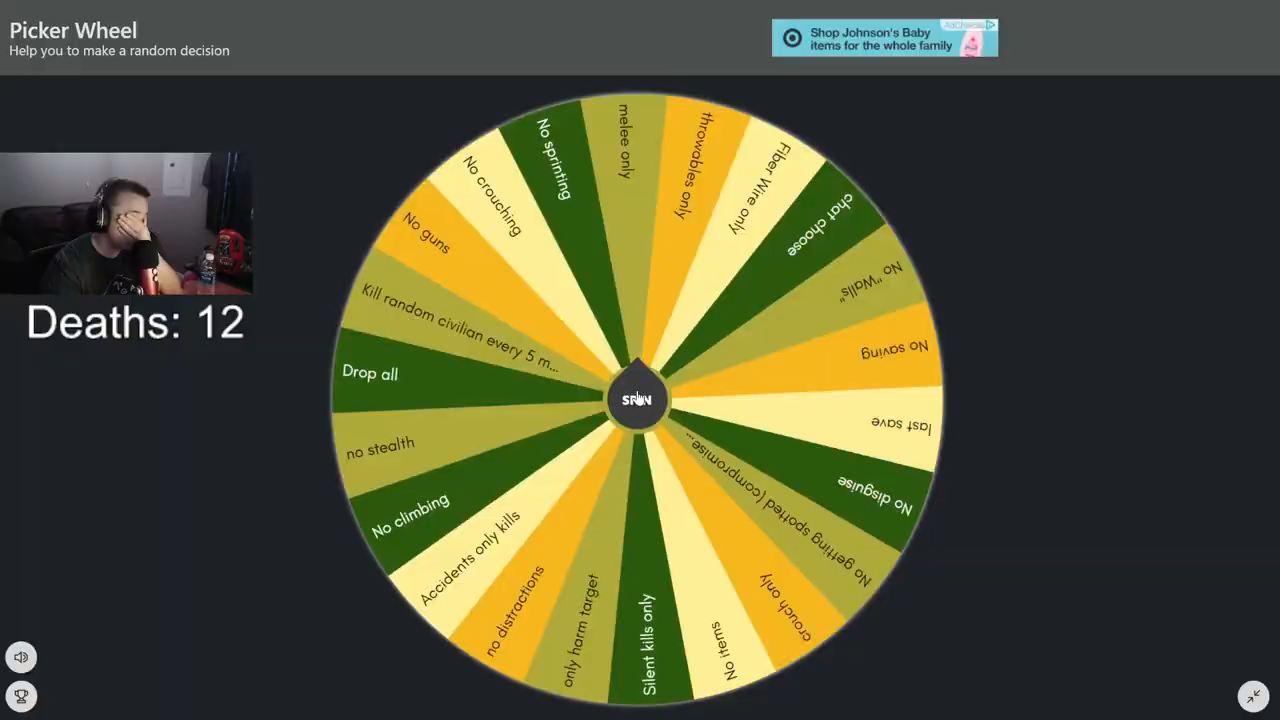 Picker Wheel
Help you to make a random decision
Shop Johnson's Baby
items for the whole family
AdChoices
Deaths: 12
melee only
throwables only
Fiber Wire only
chat choose
No "Walls"
No saving
last save
No disguise
No getting spotted (compromise...
crouch only
No items
Silent kills only
only harm target
no distractions
Accidents only kills
No climbing
no stealth
Drop all
Kill random civilian every 5 m...
No guns
No crouching
No sprinting
SPIN